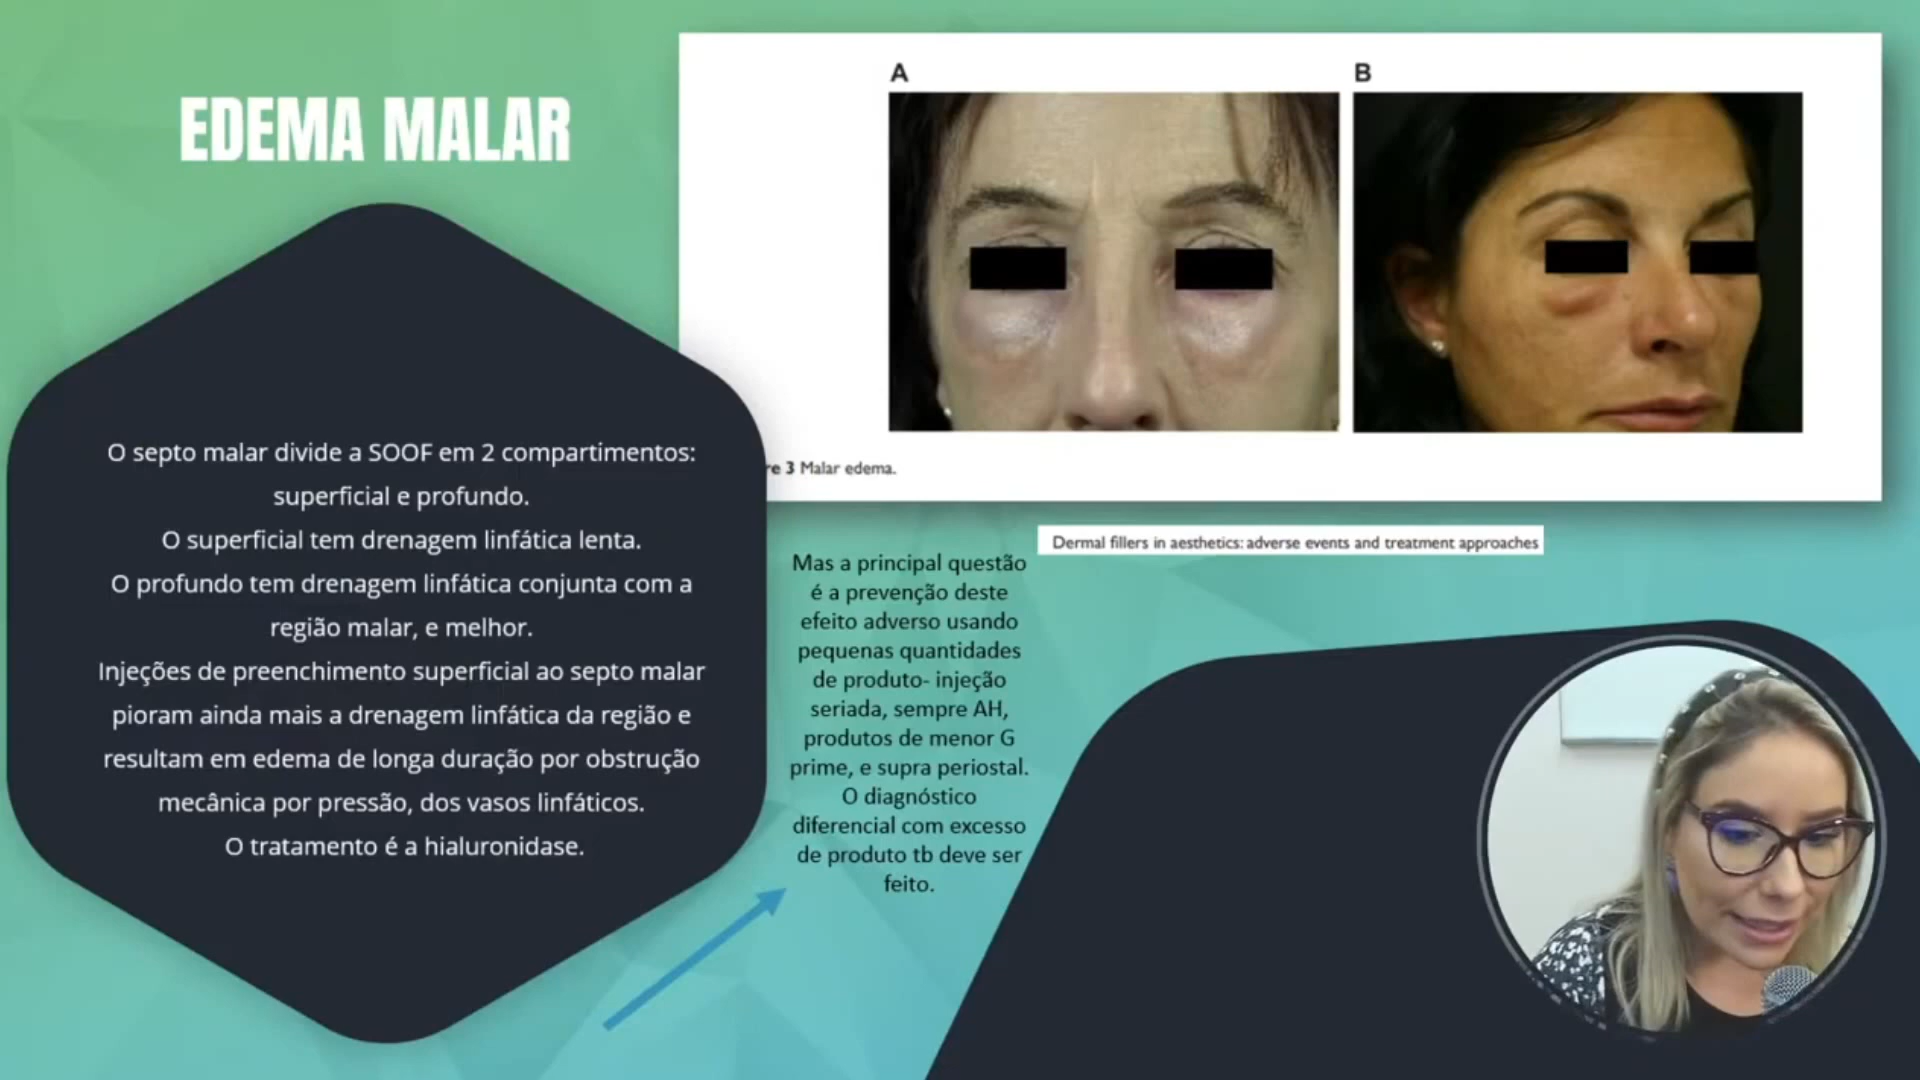 EDEMA MALAR
O septo malar divide a SOOF em 2 compartimentos:
superficial e profundo.
O superficial tem drenagem linfática lenta.
O profundo tem drenagem linfática conjunta com a
região malar, e melhor.
Injeções de preenchimento superficial ao septo malar
pioram ainda mais a drenagem linfática da região e
resultam em edema de longa duração por obstrução
mecânica por pressão, dos vasos linfáticos.
O tratamento é a hialuronidase.
A
B
re 3 Malar edema.
Dermal fillers in aesthetics: adverse events and treatment approaches
Mas a principal questão
é a prevenção deste
efeito adverso usando
pequenas quantidades
de produto- injeção
seriada, sempre AH,
produtos de menor G
prime, e supra periostal.
O diagnóstico
diferencial com excesso
de produto tb deve ser
feito.